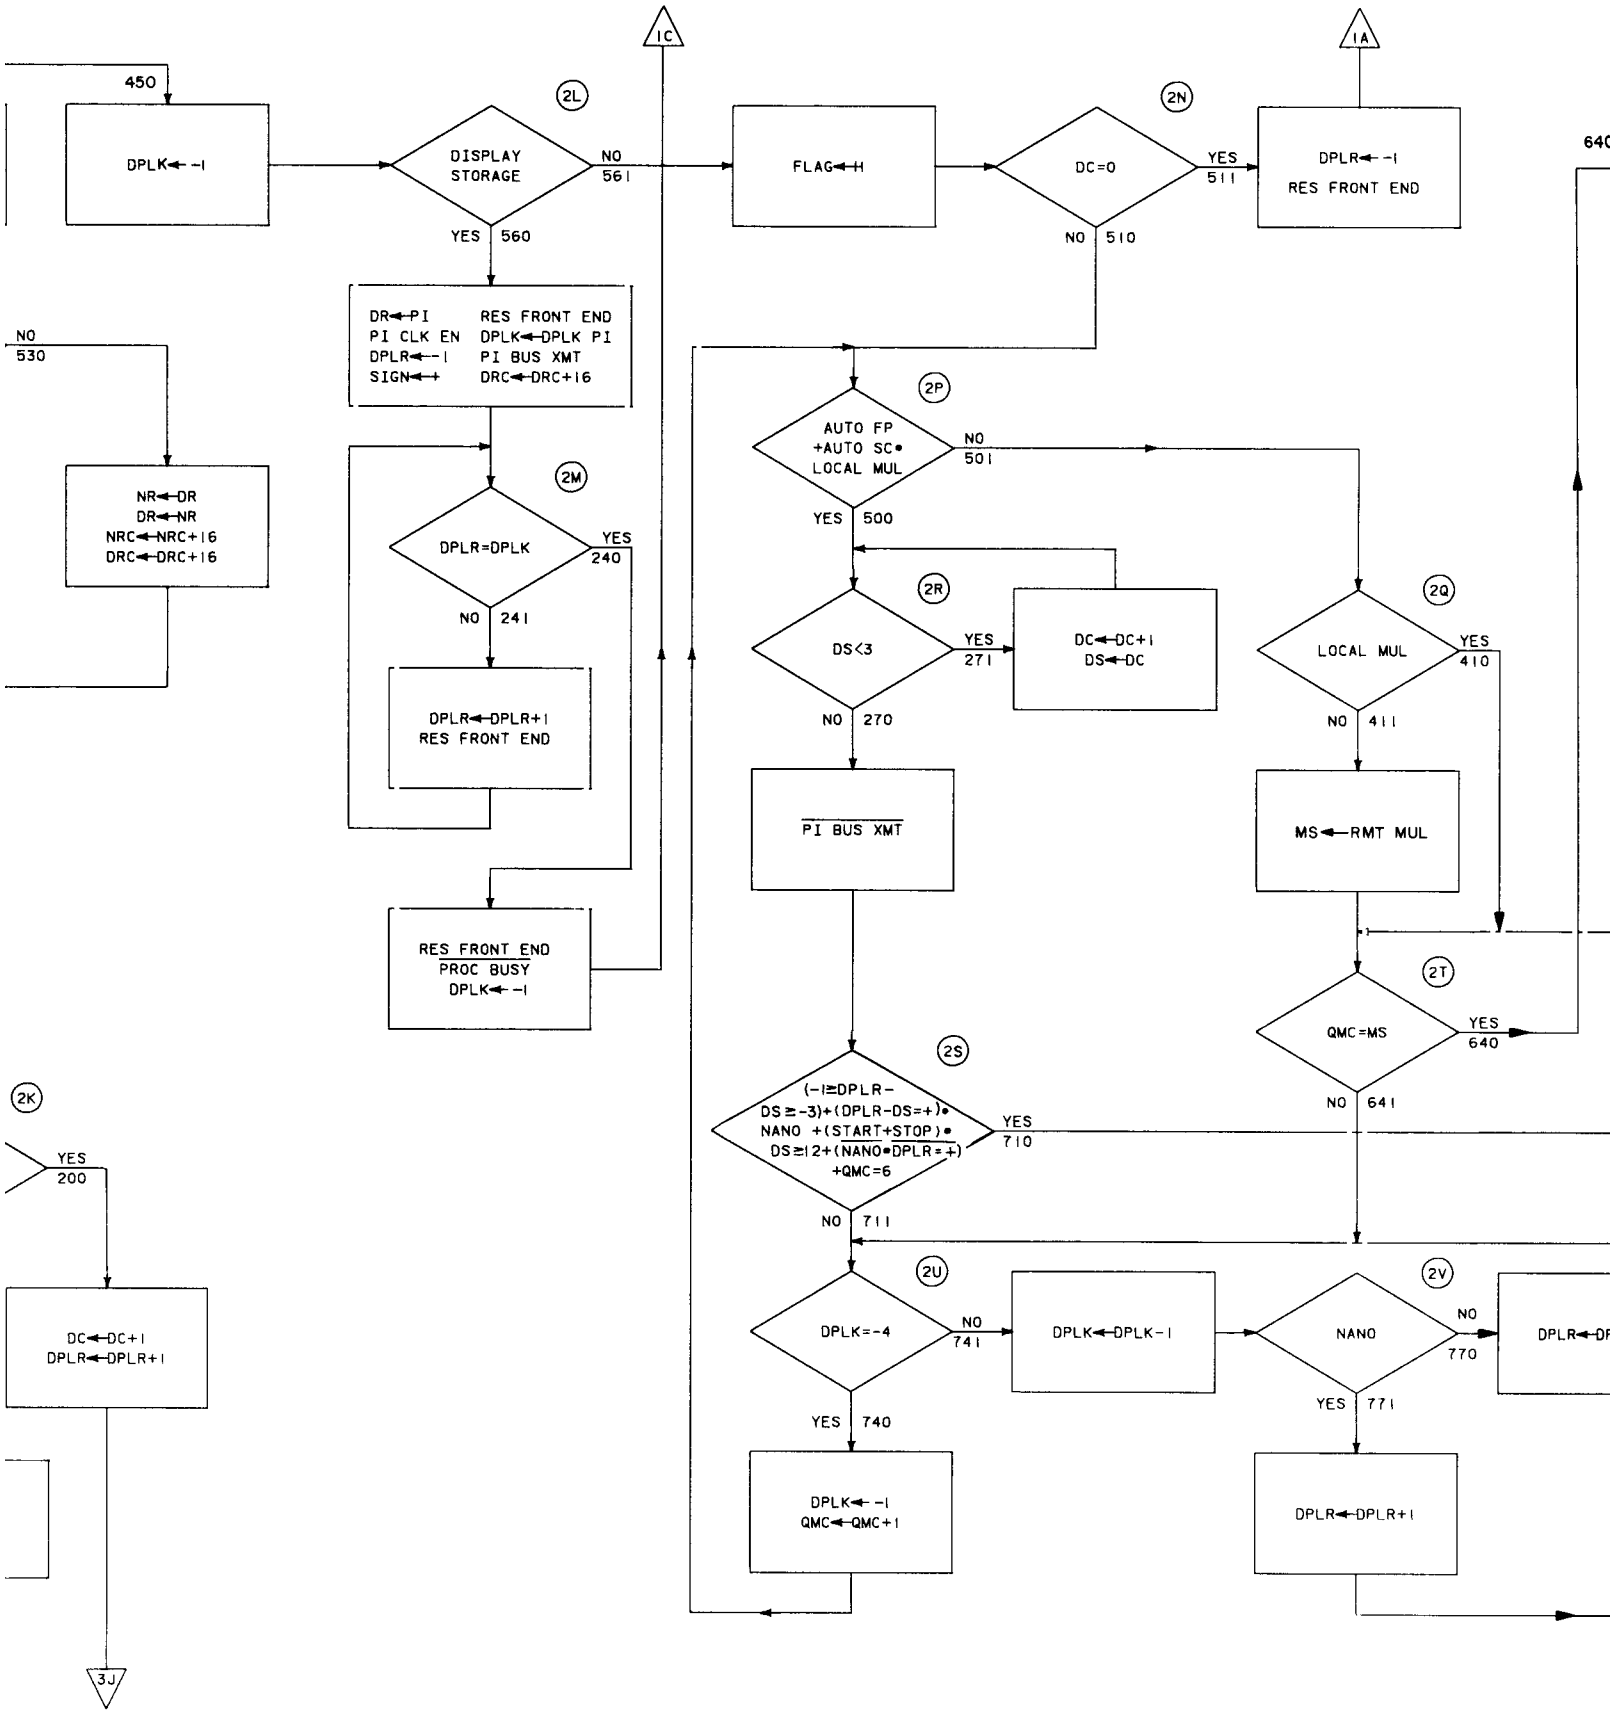 1C
1A
450
2L
2N
640
DPLK←-1
DISPLAY
STORAGE
NO
561
FLAG←H
DC=0
YES
511
DPLR←-1
RES FRONT END
YES 560
NO 510
DR←PI RES FRONT END
PI CLK EN DPLK←DPLK PI
DPLR←-1 PI BUS XMT
SIGN←+ DRC←DRC+16
NO
530
2P
AUTO FP
+AUTO SC•
LOCAL MUL
NO
501
YES 500
NR←DR
DR←NR
NRC←NRC+16
DRC←DRC+16
2M
DPLR=DPLK
YES
240
NO 241
2R
DS<3
YES
271
DC←DC+1
DS←DC
NO 270
2Q
LOCAL MUL
YES
410
NO 411
DPLR←DPLR+1
RES FRONT END
PI BUS XMT
MS←RMT MUL
RES FRONT END
PROC BUSY
DPLK←-1
2T
QMC=MS
YES
640
NO 641
2K
YES
200
2S
(-1≥DPLR-
DS≥-3)+(DPLR-DS=+)•
NANO +(START+STOP)•
DS≥12+(NANO•DPLR=+)
+QMC=6
YES
710
NO 711
2U
DPLK=-4
NO
741
DPLK←DPLK-1
2V
NANO
NO
770
DPLR←DP
YES 740
YES 771
DC←DC+1
DPLR←DPLR+1
DPLK←-1
QMC←QMC+1
DPLR←DPLR+1
3J